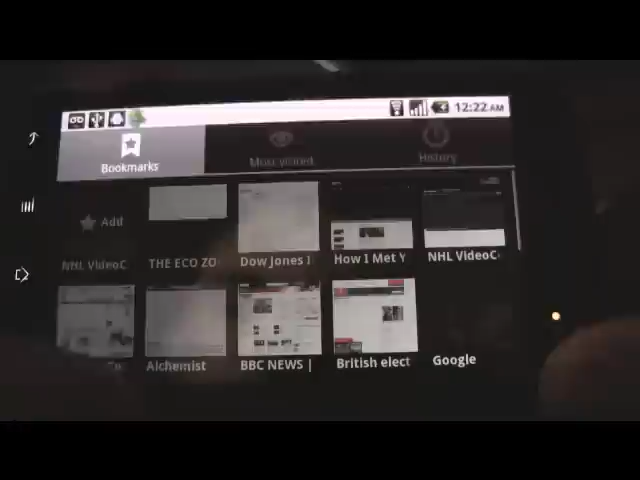 12:22 AM
Bookmarks
Most visited
History
Add
NHL VideoC
THE ECO ZO
Dow Jones I
How I Met Y
NHL VideoC
Alchemist
BBC NEWS |
British elect
Google